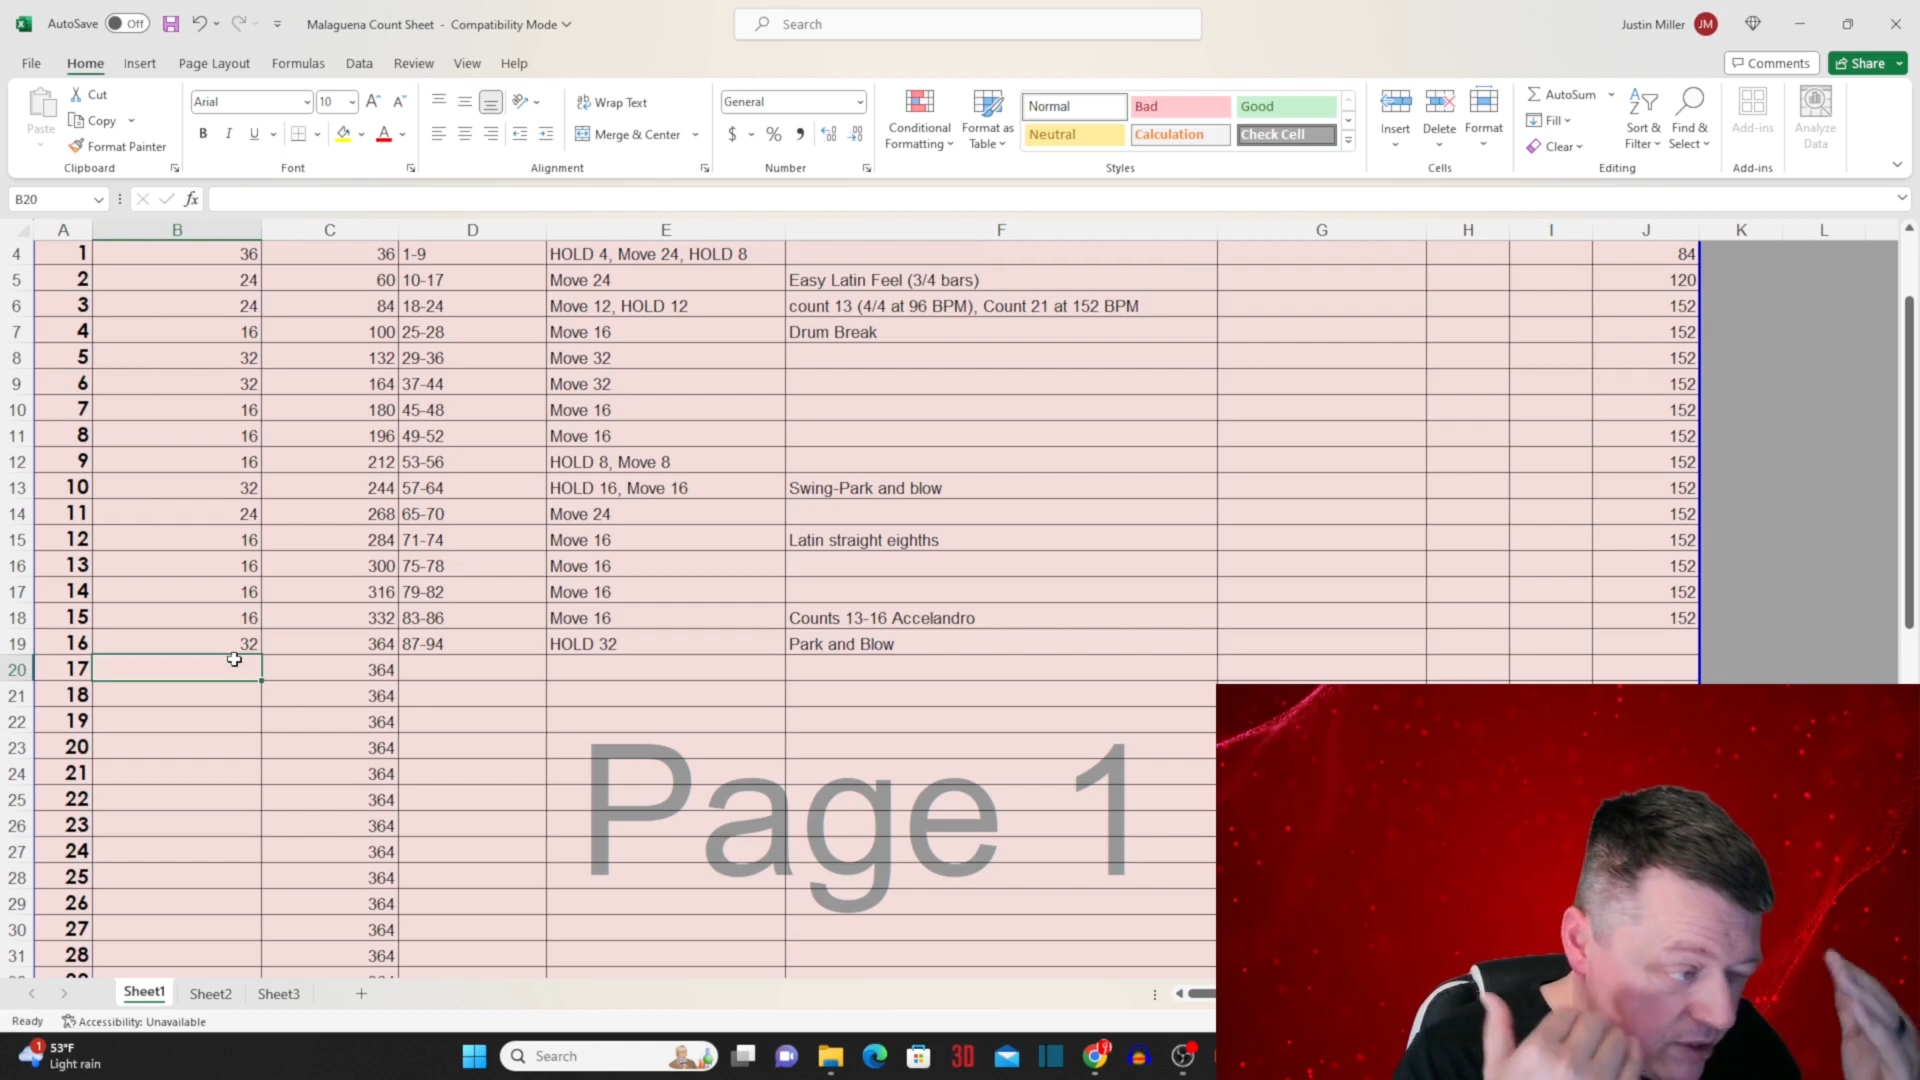 AutoSave Off Malaguena Count Sheet - Compatibility Mode Search Justin Miller JM
File Home Insert Page Layout Formulas Data Review View Help Comments Share
Paste Cut Copy Format Painter Clipboard
Arial 10 B I U Font
Wrap Text Merge & Center Alignment
General $ % , Number
Conditional Formatting Format as Table
Normal Bad Good
Neutral Calculation Check Cell
Styles
Insert Delete Format Cells
AutoSum Fill Clear Sort & Filter Find & Select Editing
Add-ins Add-ins Analyze Data
B20 fx
A B C D E F G H I J K L
4 1 36 36 1-9 HOLD 4, Move 24, HOLD 8 84
5 2 24 60 10-17 Move 24 Easy Latin Feel (3/4 bars) 120
6 3 24 84 18-24 Move 12, HOLD 12 count 13 (4/4 at 96 BPM), Count 21 at 152 BPM 152
7 4 16 100 25-28 Move 16 Drum Break 152
8 5 32 132 29-36 Move 32 152
9 6 32 164 37-44 Move 32 152
10 7 16 180 45-48 Move 16 152
11 8 16 196 49-52 Move 16 152
12 9 16 212 53-56 HOLD 8, Move 8 152
13 10 32 244 57-64 HOLD 16, Move 16 Swing-Park and blow 152
14 11 24 268 65-70 Move 24 152
15 12 16 284 71-74 Move 16 Latin straight eighths 152
16 13 16 300 75-78 Move 16 152
17 14 16 316 79-82 Move 16 152
18 15 16 332 83-86 Move 16 Counts 13-16 Accelandro 152
19 16 32 364 87-94 HOLD 32 Park and Blow
20 17 364
21 18 364
22 19 364
23 20 364
24 21 364
25 22 364
26 23 364
27 24 364
28 25 364
29 26 364
30 27 364
31 28 364
Page 1
Sheet1 Sheet2 Sheet3
Ready Accessibility: Unavailable
1 53°F
Light rain
Search
3D